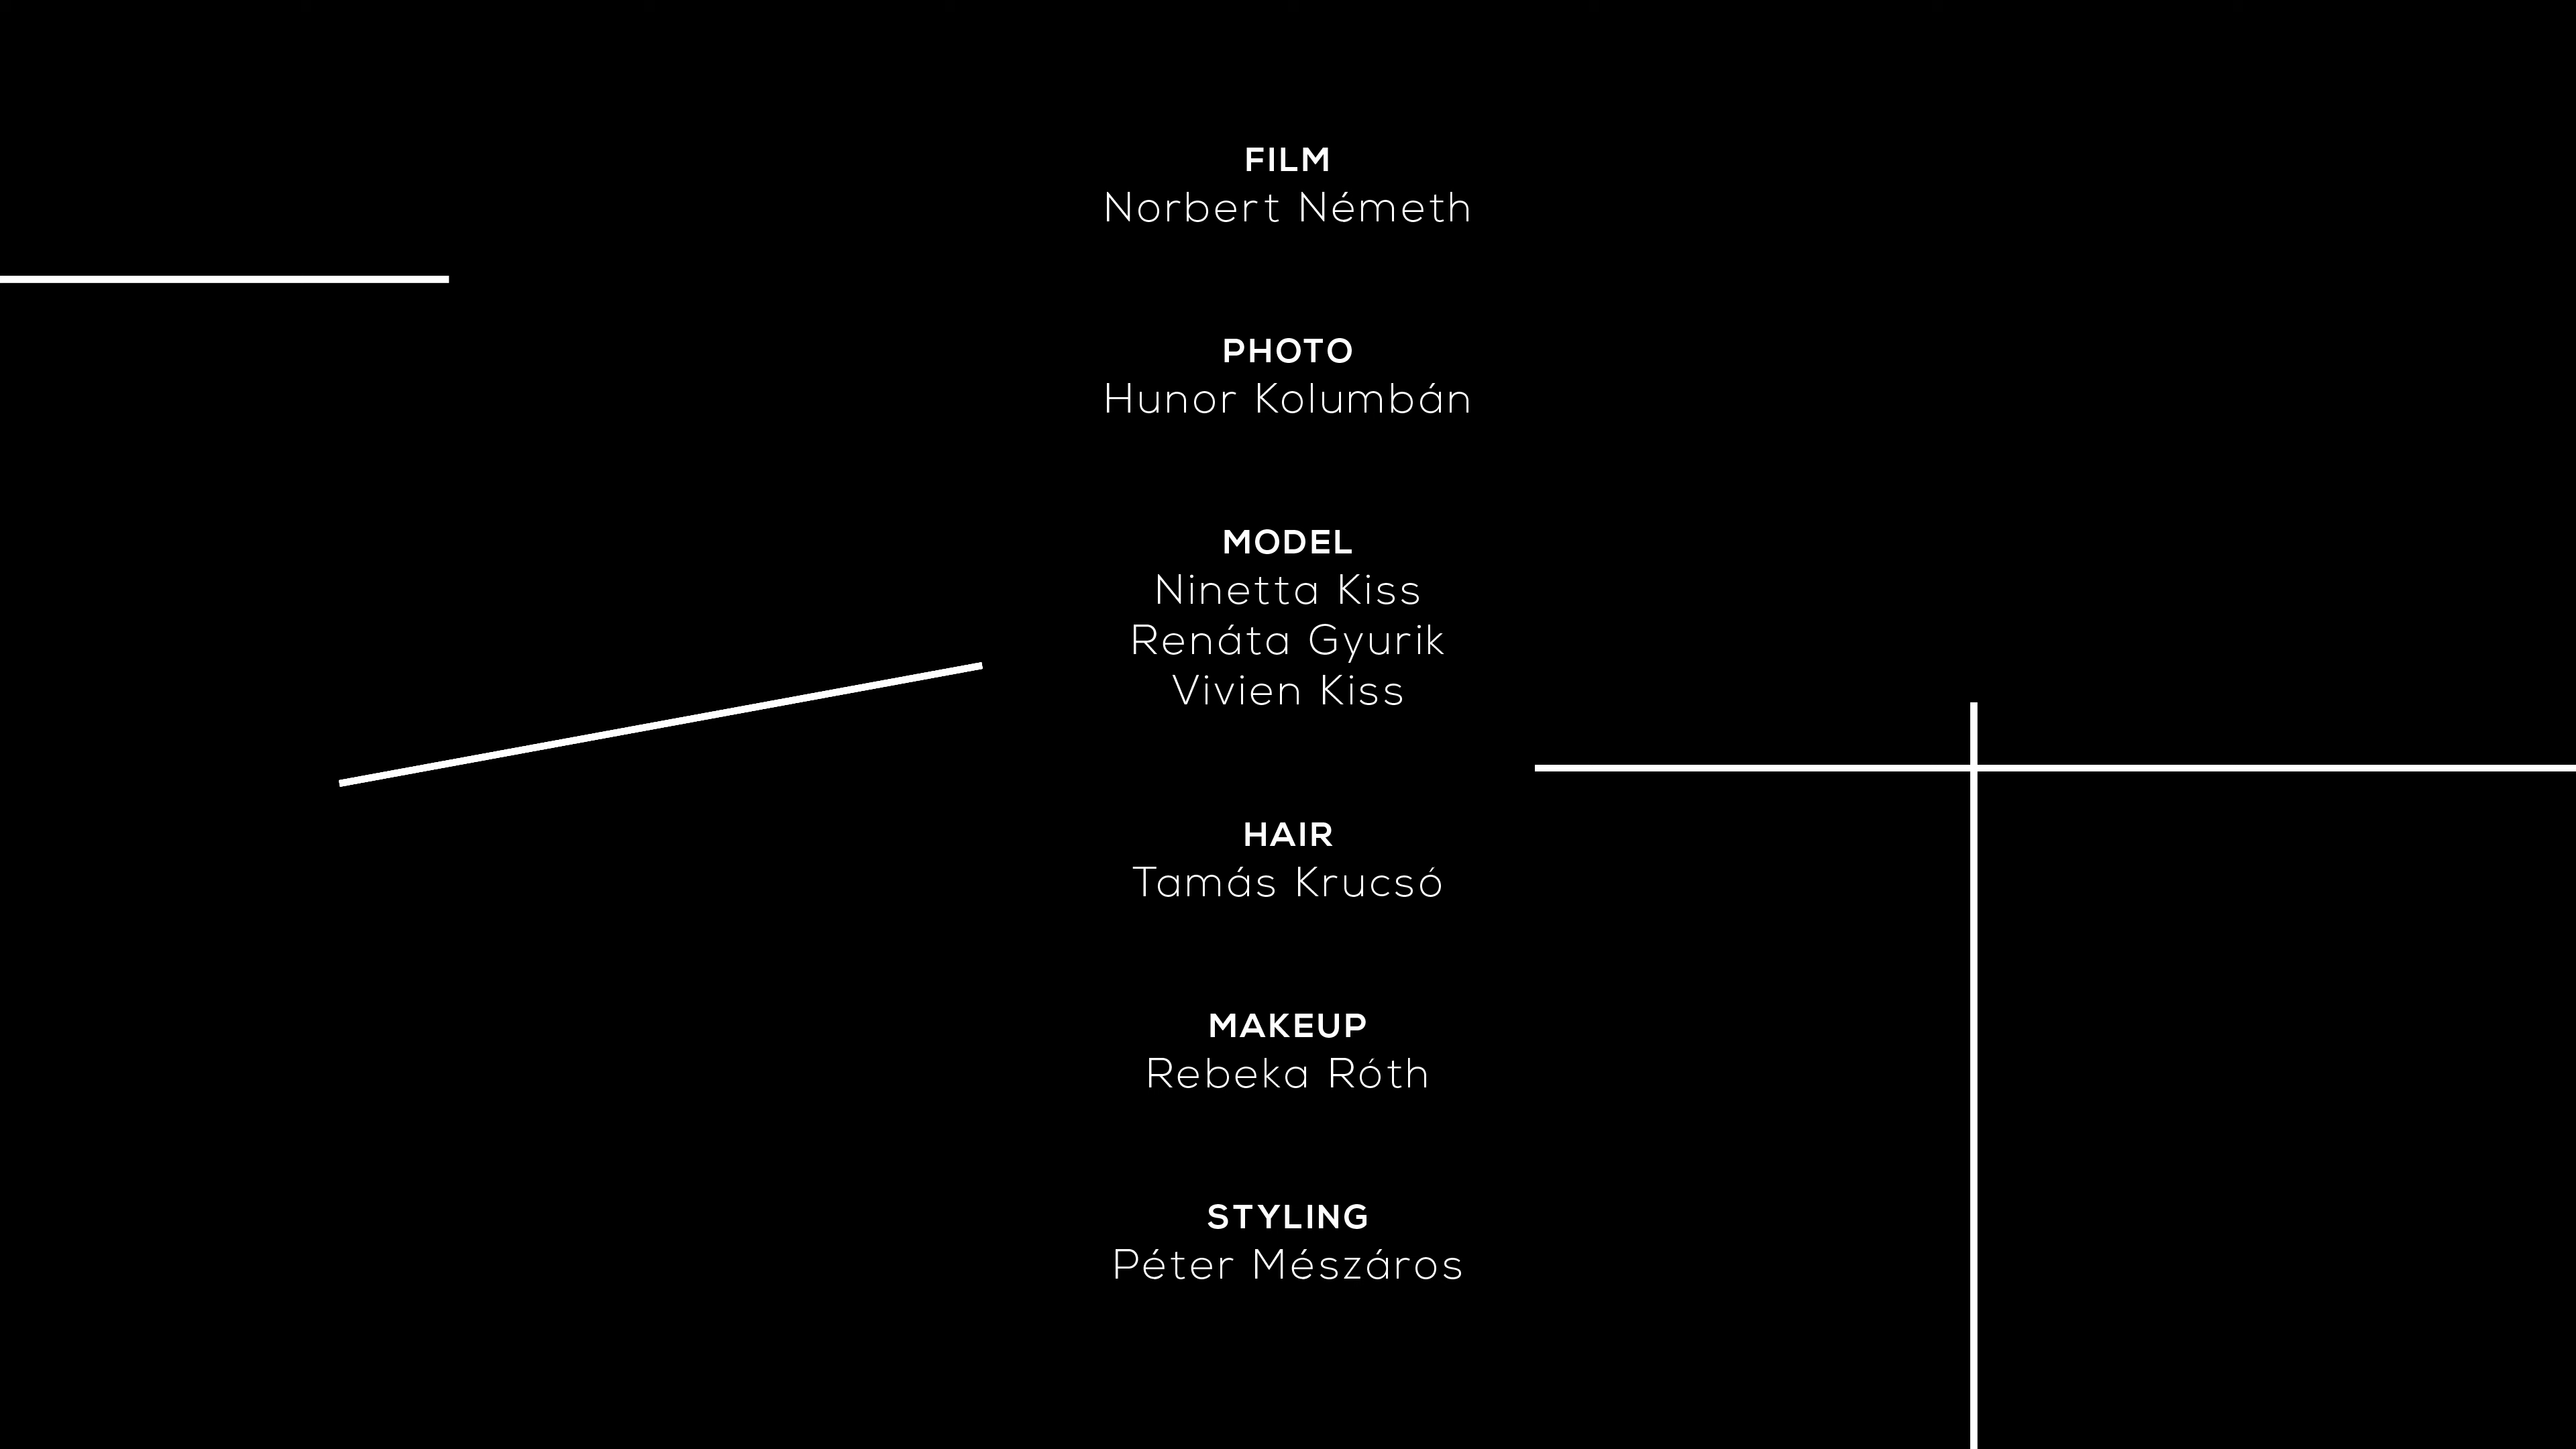 FILM
Norbert Németh
PHOTO
Hunor Kolumbán
MODEL
Ninetta Kiss
Renáta Gyurik
Vivien Kiss
HAIR
Tamás Krucsó
MAKEUP
Rebeka Róth
STYLING
Péter Mészáros